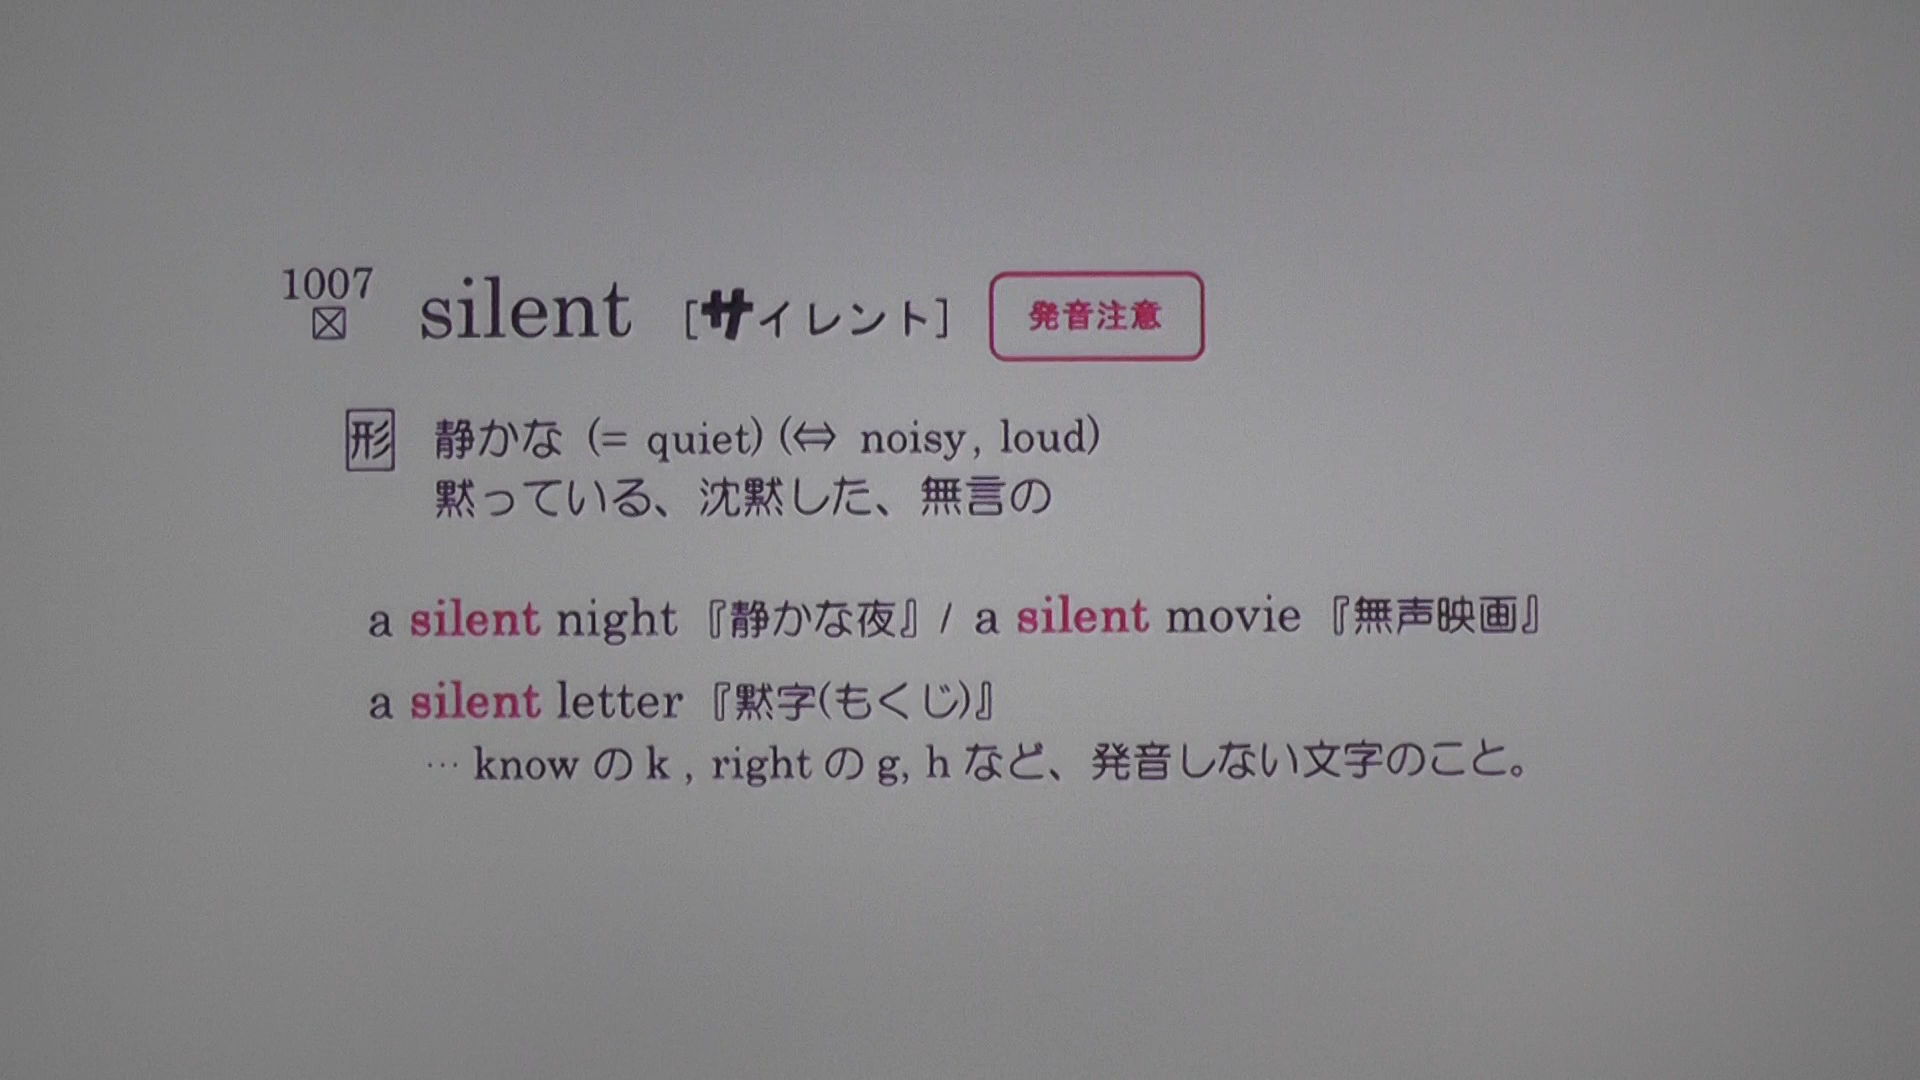 1007
☒ silent [サイレント] 発音注意
形 静かな (= quiet) (⇔ noisy, loud)
黙っている、沈黙した、無言の
a silent night『静かな夜』/ a silent movie『無声映画』
a silent letter『黙字(もくじ)』
… know の k , right の g, h など、発音しない文字のこと。